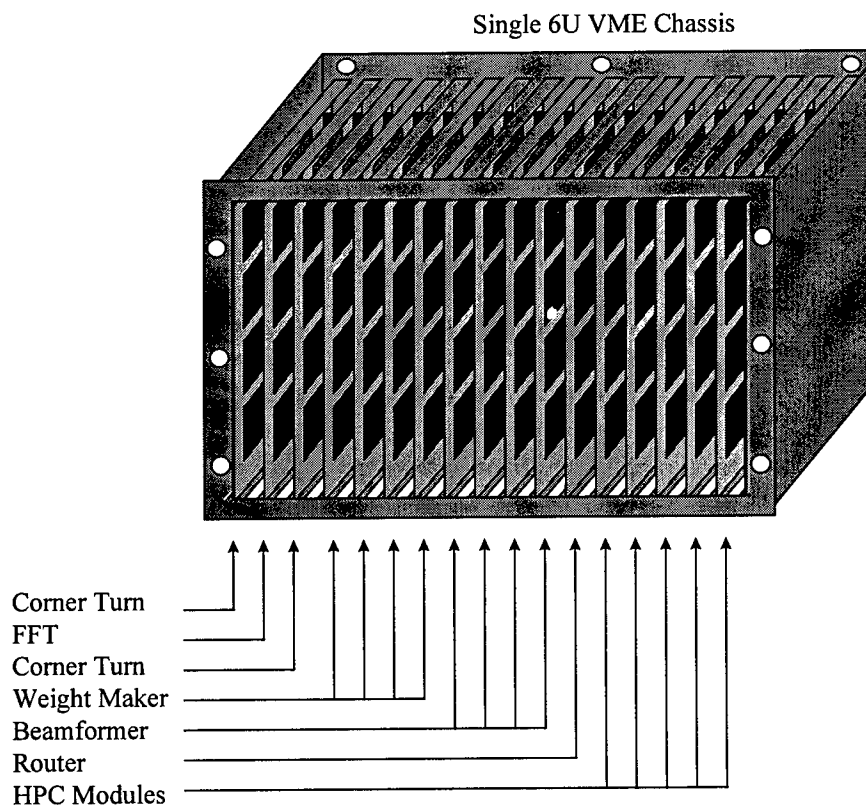 Single 6U VME Chassis
Corner Turn
FFT
Corner Turn
Weight Maker
Beamformer
Router
HPC Modules